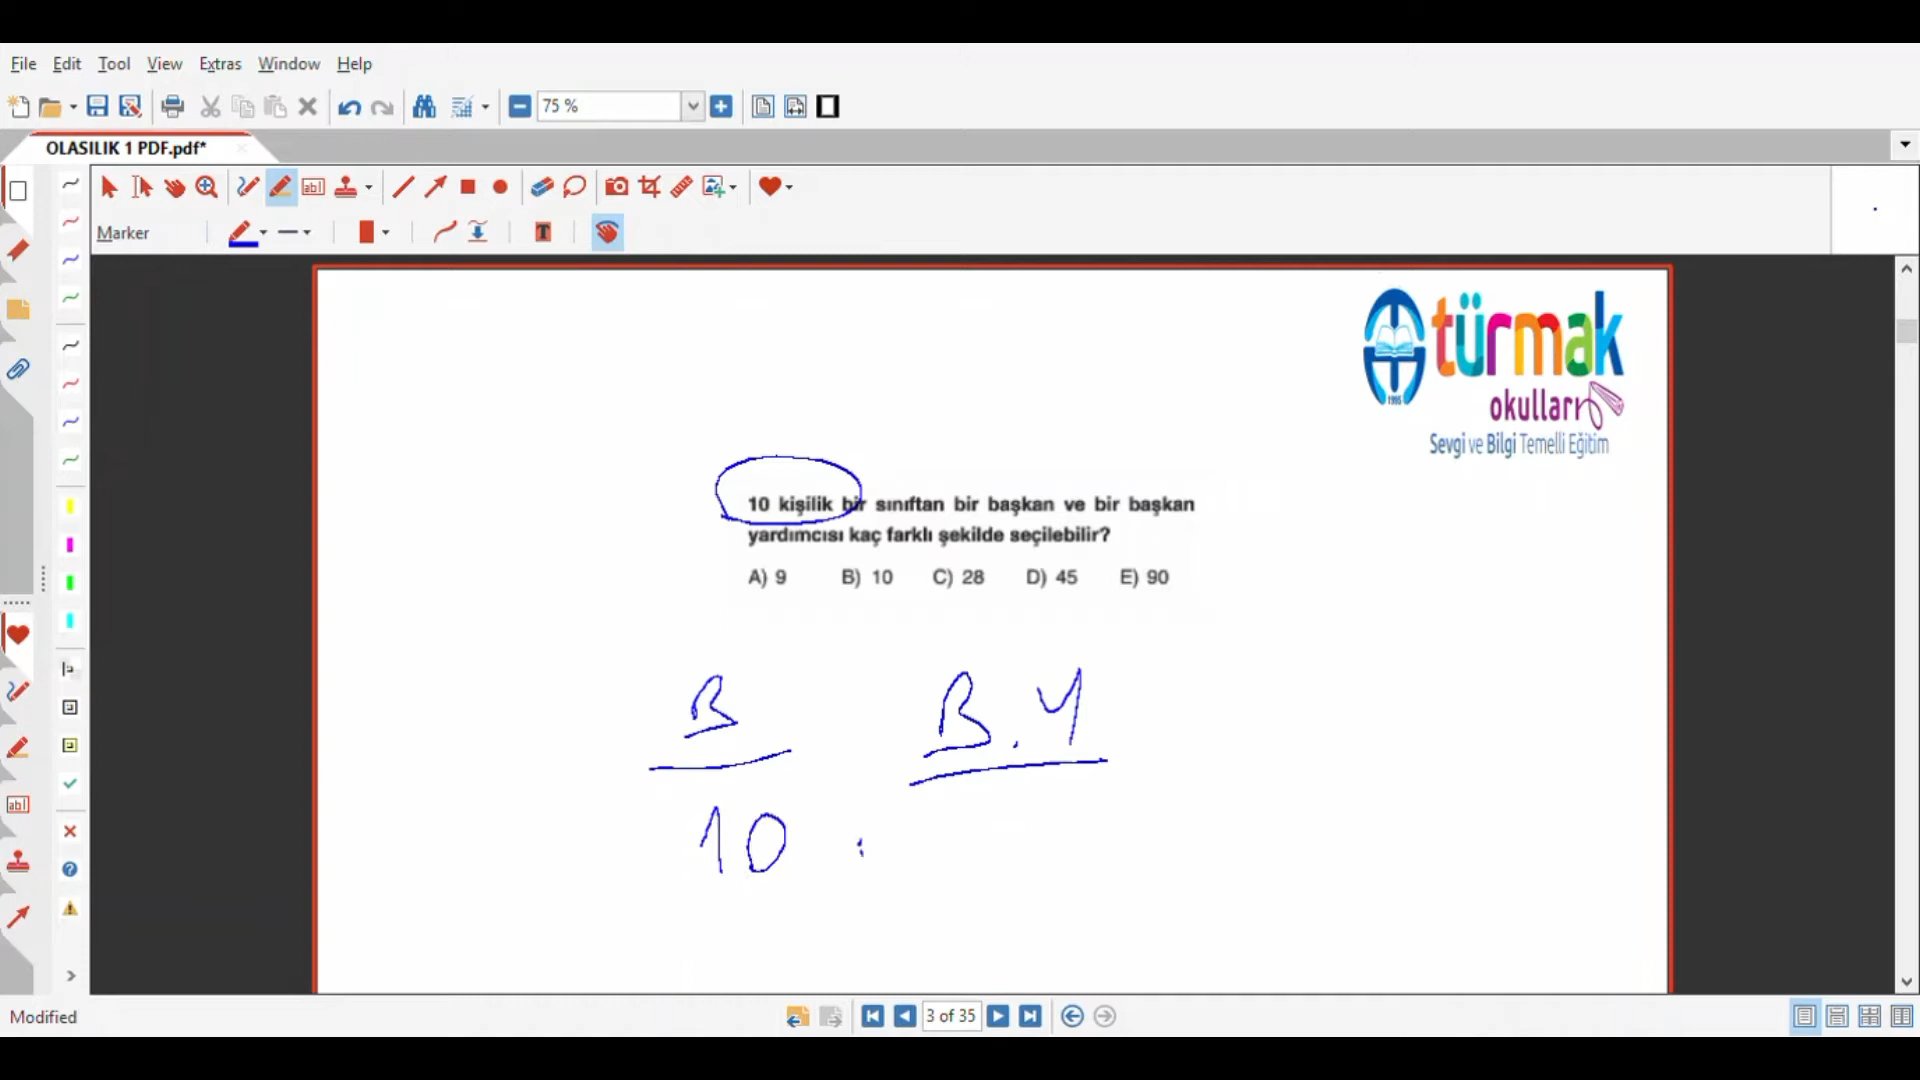 File Edit Tool View Extras Window Help
75 %
OLASILIK 1 PDF.pdf*
Marker
türmak
okulları
1995
Sevgi ve Bilgi Temelli Eğitim
10 kişilik bir sınıftan bir başkan ve bir başkan
yardımcısı kaç farklı şekilde seçilebilir?
A) 9 B) 10 C) 28 D) 45 E) 90
B B.Y
10 .
Modified
3 of 35